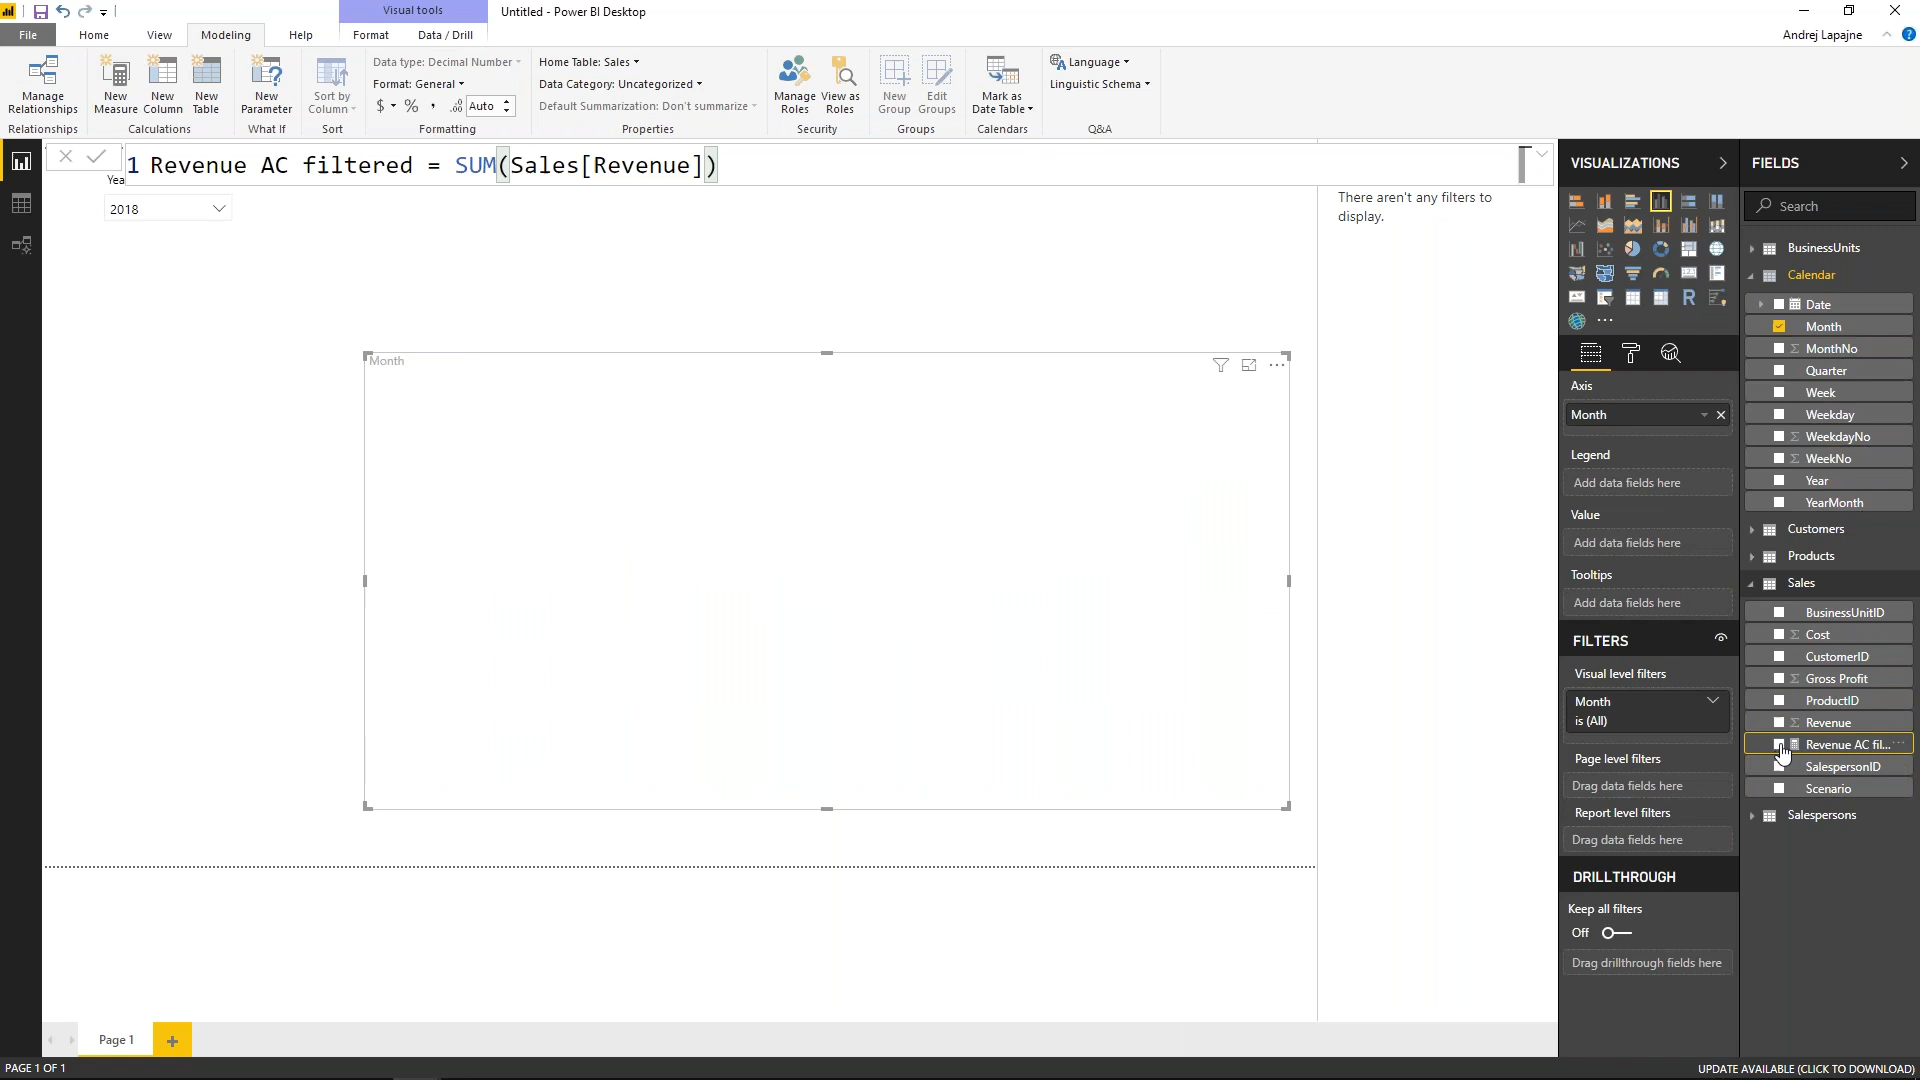 Visual tools
Untitled - Power BI Desktop
File
Home
View
Modeling
Help
Format
Data / Drill
Andrej Lapajne
Manage
Relationships
Relationships
New
Measure
New
Column
New
Table
Calculations
New
Parameter
What If
Sort by
Column
Sort
Data type: Decimal Number
Format: General
$ % , .00 Auto
Formatting
Home Table: Sales
Data Category: Uncategorized
Default Summarization: Don't summarize
Properties
Manage
Roles
View as
Roles
Security
New
Group
Edit
Groups
Groups
Mark as
Date Table
Calendars
Language
Linguistic Schema
Q&A
1 Revenue AC filtered = SUM(Sales[Revenue])
Yea
2018
Month
There aren't any filters to
display.
VISUALIZATIONS
R
Axis
Month
Legend
Add data fields here
Value
Add data fields here
Tooltips
Add data fields here
FILTERS
Visual level filters
Month
is (All)
Page level filters
Drag data fields here
Report level filters
Drag data fields here
DRILLTHROUGH
Keep all filters
Off
Drag drillthrough fields here
FIELDS
Search
BusinessUnits
Calendar
Date
Month
Σ MonthNo
Quarter
Week
Weekday
Σ WeekdayNo
Σ WeekNo
Year
YearMonth
Customers
Products
Sales
BusinessUnitID
Σ Cost
CustomerID
Σ Gross Profit
ProductID
Σ Revenue
Revenue AC fil...
SalespersonID
Scenario
Salespersons
Page 1
PAGE 1 OF 1
UPDATE AVAILABLE (CLICK TO DOWNLOAD)